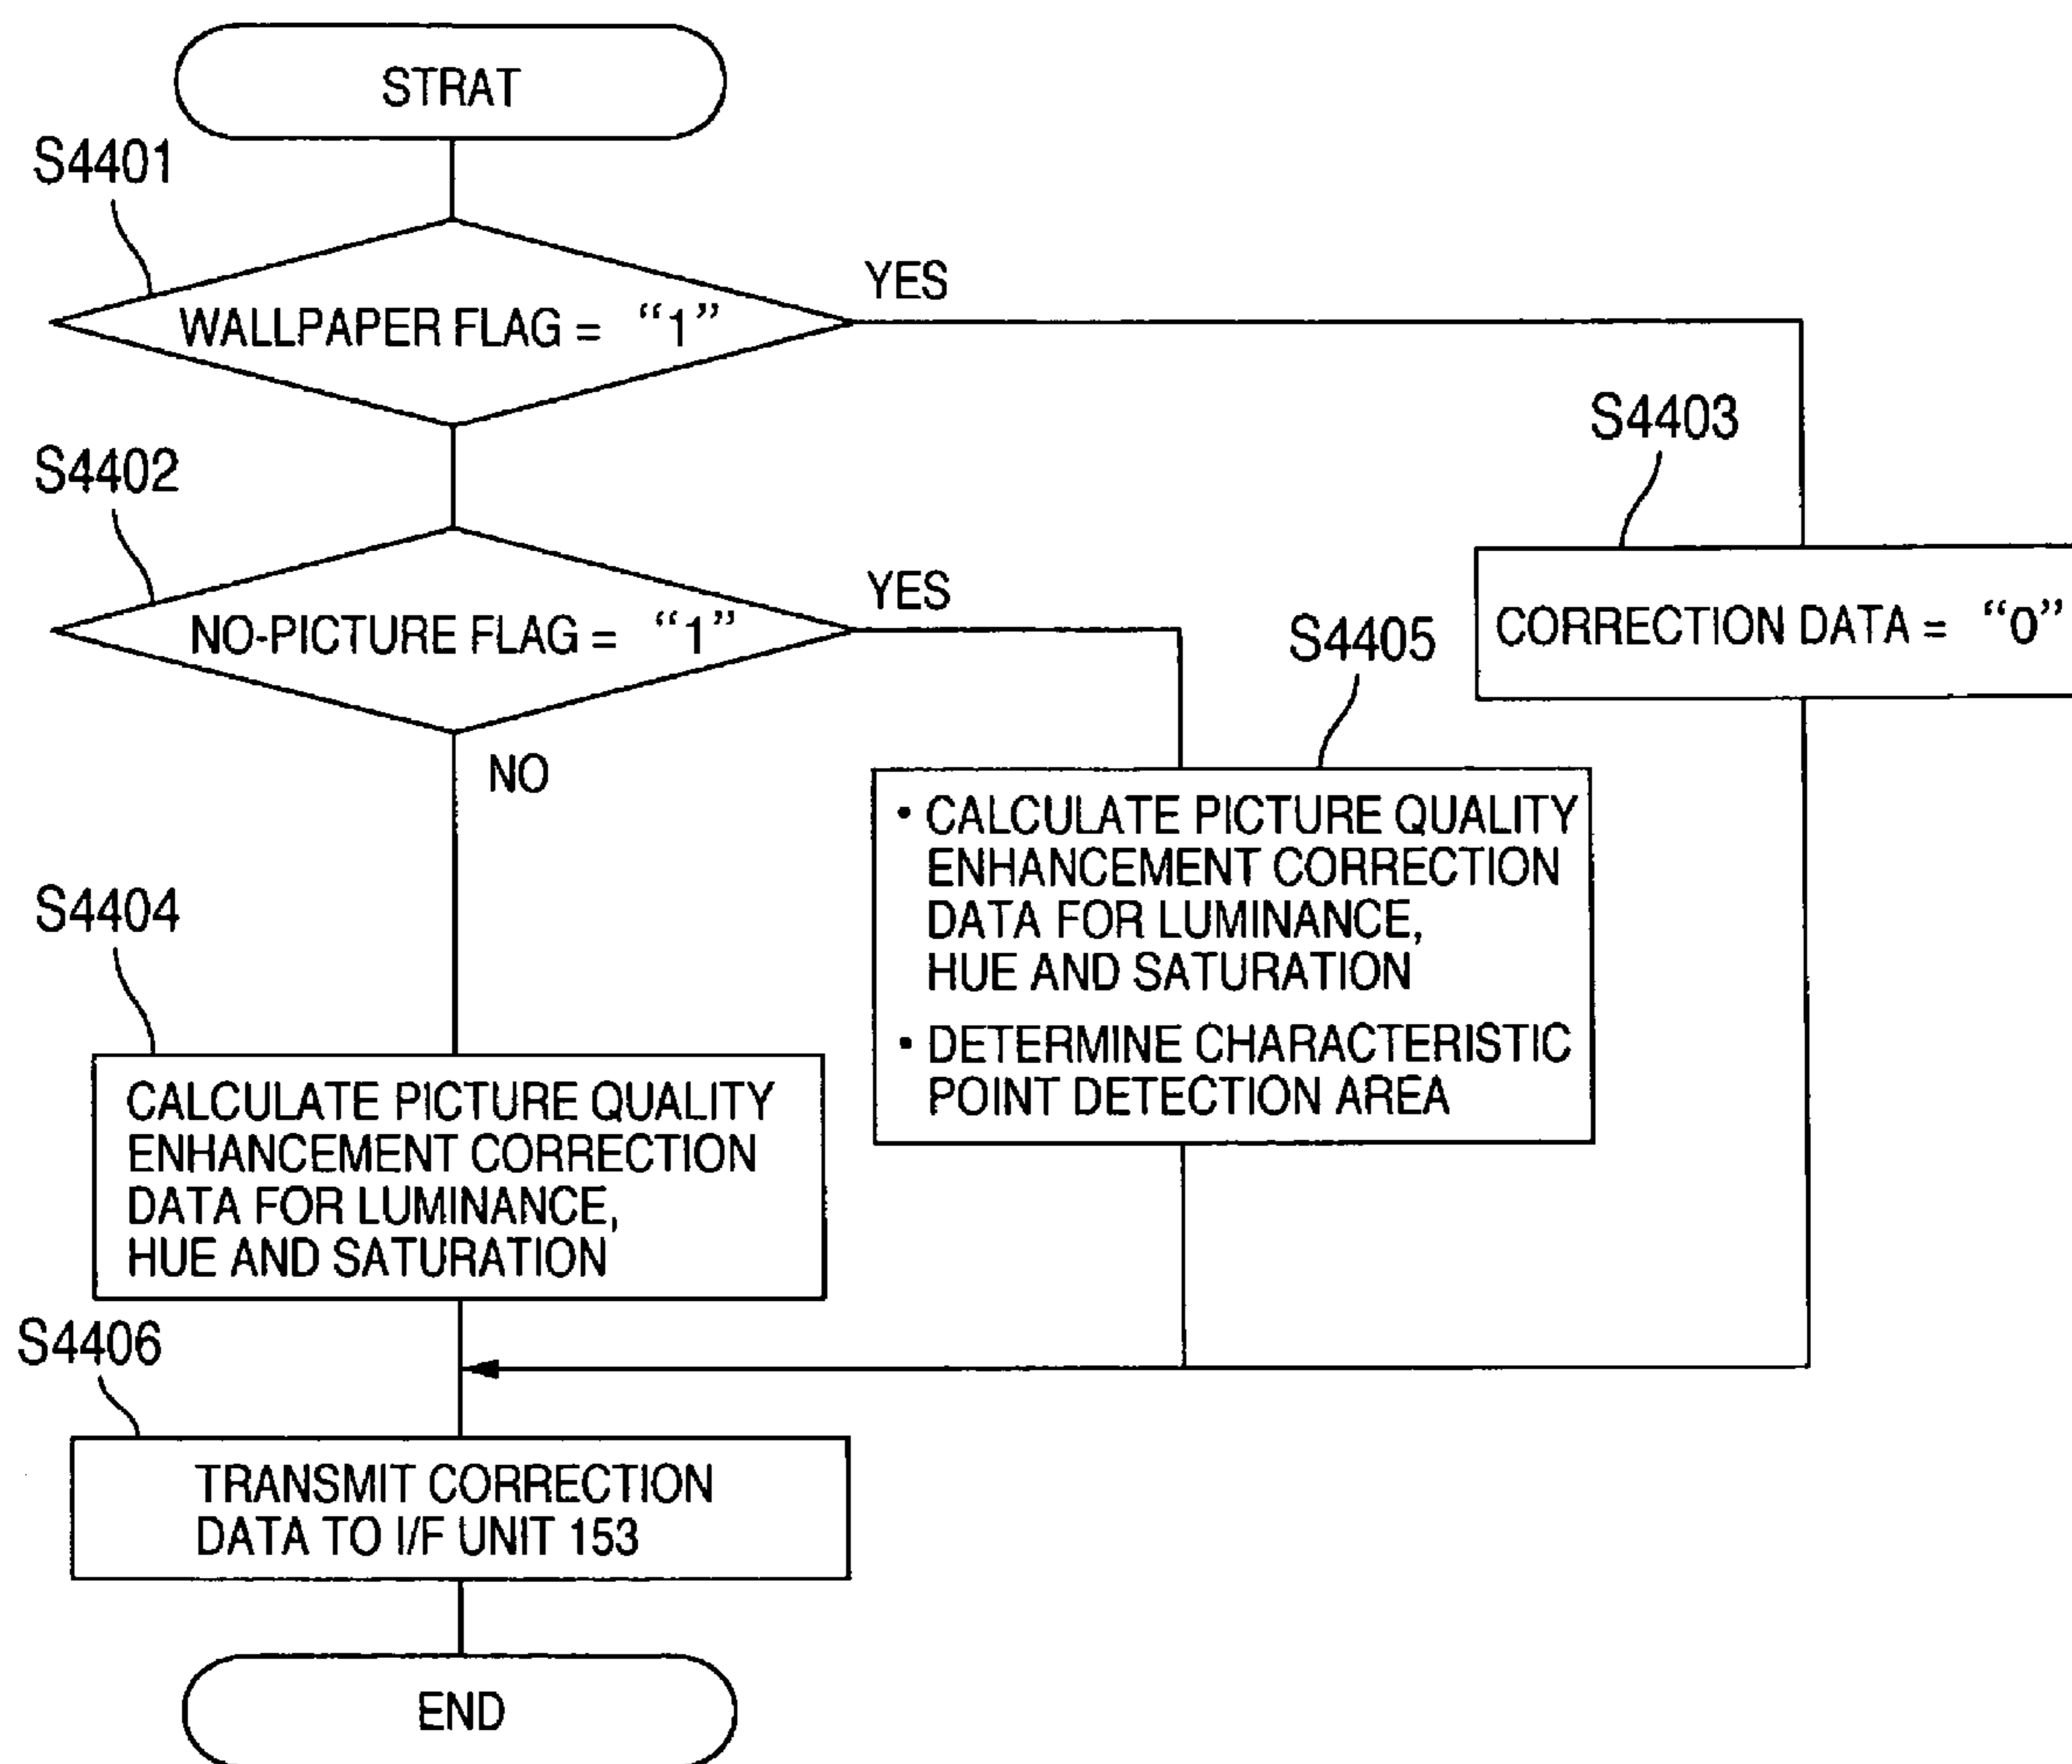 STRAT
S4401
WALLPAPER FLAG = “1”
YES
S4402
NO-PICTURE FLAG = “1”
YES
NO
S4403
CORRECTION DATA = “0”
S4405
• CALCULATE PICTURE QUALITY
ENHANCEMENT CORRECTION
DATA FOR LUMINANCE,
HUE AND SATURATION
• DETERMINE CHARACTERISTIC
POINT DETECTION AREA
S4404
CALCULATE PICTURE QUALITY
ENHANCEMENT CORRECTION
DATA FOR LUMINANCE,
HUE AND SATURATION
S4406
TRANSMIT CORRECTION
DATA TO I/F UNIT 153
END